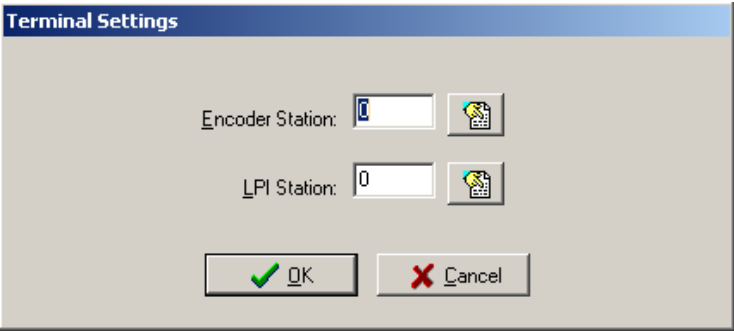 Terminal Settings
Encoder Station: 0
LPI Station: 0
OK Cancel